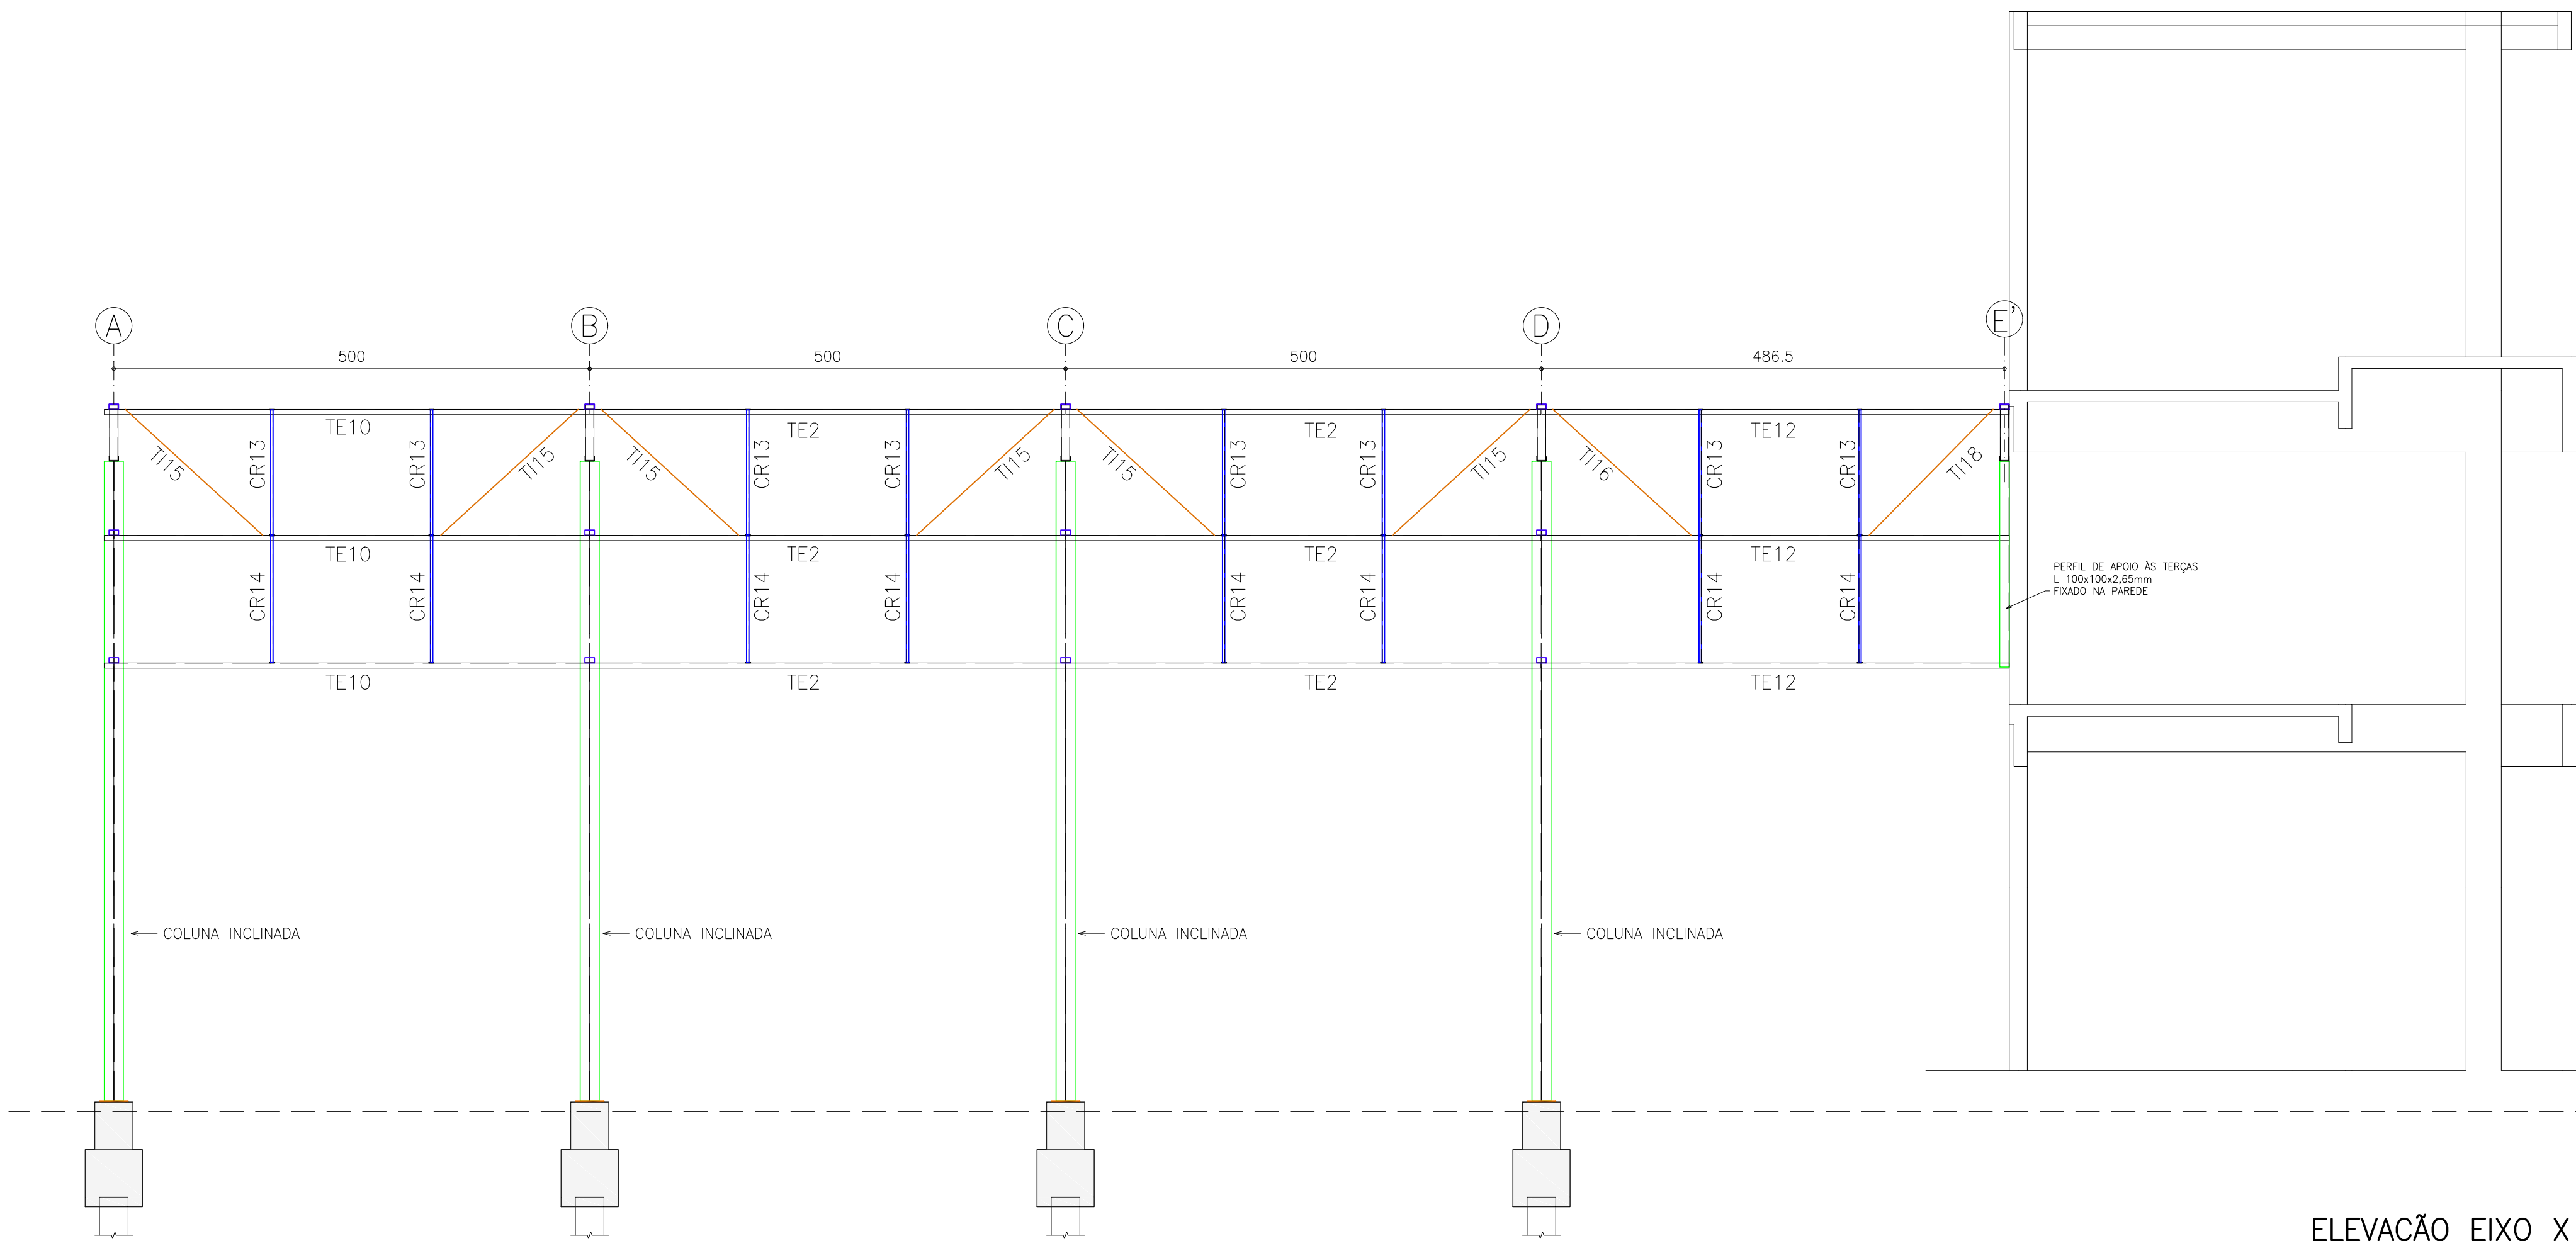 A B C D E'
500 500 500 486.5
TE10 TE2 TE2 TE12
TI15 CR13 CR13 TI15 TI15 CR13 CR13 TI15 TI15 CR13 CR13 TI15 TI16 CR13 CR13 TI18
TE10 TE2 TE2 TE12
PERFIL DE APOIO ÀS TERÇAS
L 100x100x2,65mm
FIXADO NA PAREDE
CR14 CR14 CR14 CR14 CR14 CR14 CR14 CR14
TE10 TE2 TE2 TE12
COLUNA INCLINADA COLUNA INCLINADA COLUNA INCLINADA COLUNA INCLINADA
ELEVAÇÃO EIXO X